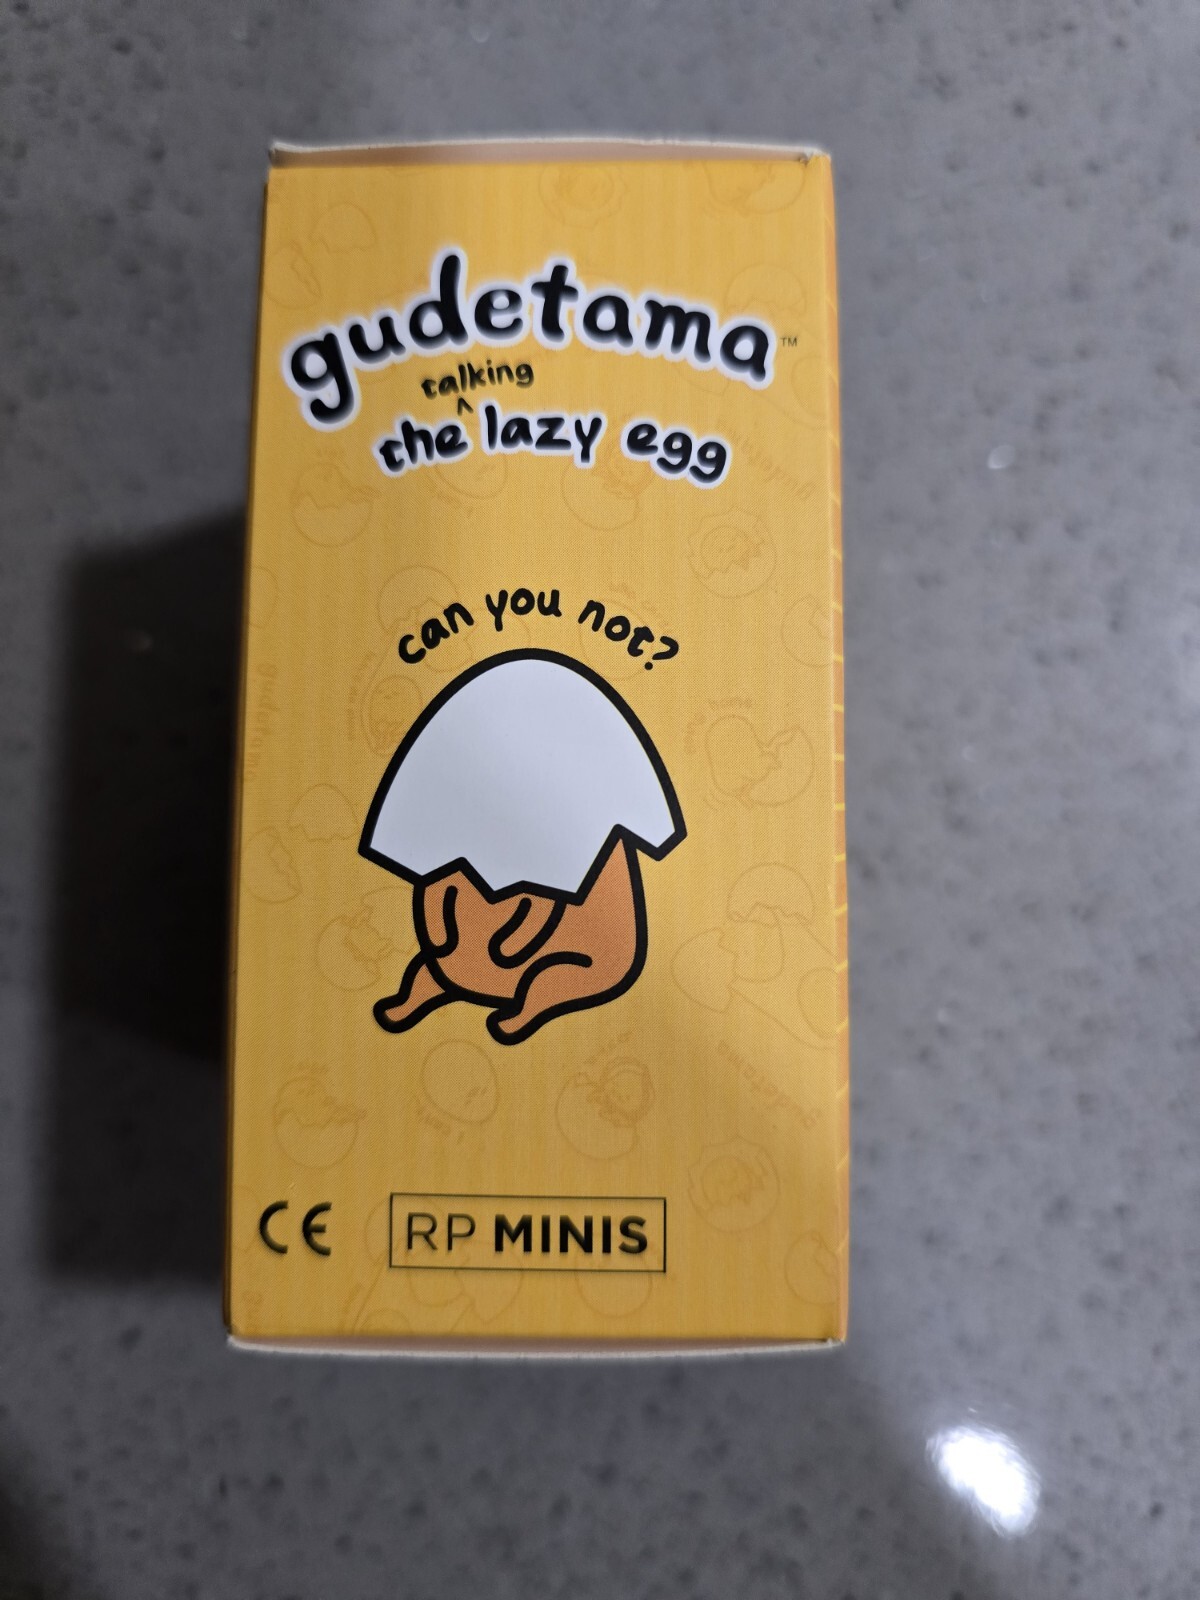 gudetama™
talking
^
the lazy egg
can you not?
CE
RP MINIS